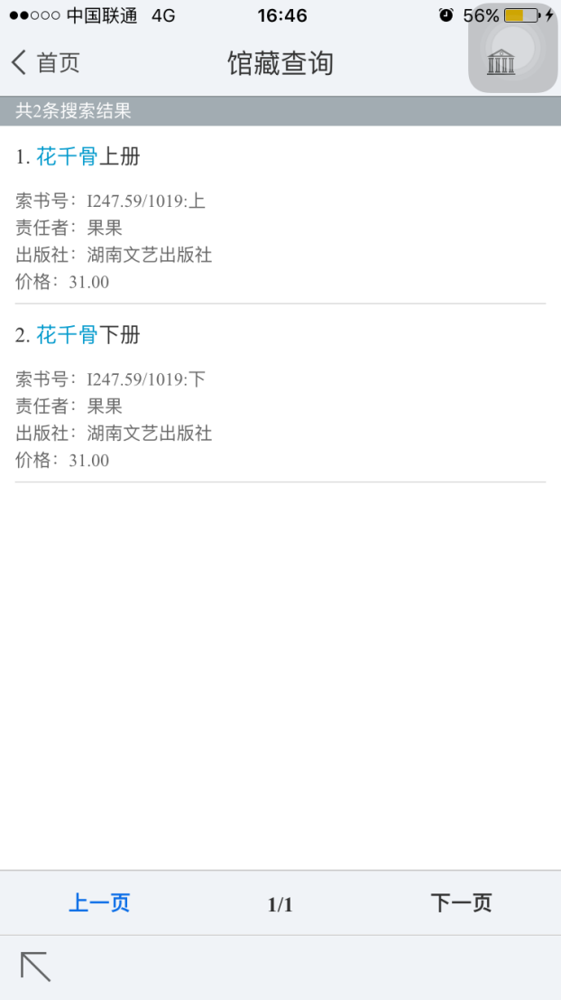 中国联通 4G 16:46 56%
首页 馆藏查询
共2条搜索结果
1. 花千骨上册
索书号：I247.59/1019:上
责任者：果果
出版社：湖南文艺出版社
价格：31.00
2. 花千骨下册
索书号：I247.59/1019:下
责任者：果果
出版社：湖南文艺出版社
价格：31.00
上一页 1/1 下一页